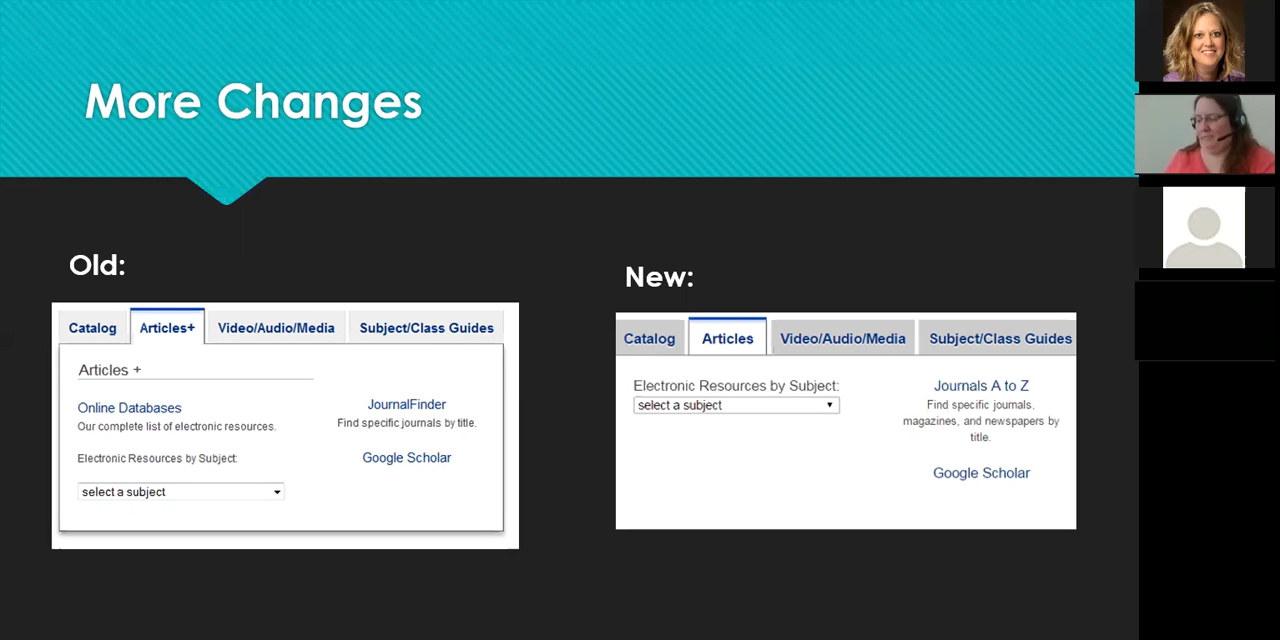 More Changes
Old:
Catalog Articles+ Video/Audio/Media Subject/Class Guides
Articles +
Online Databases
Our complete list of electronic resources.
Electronic Resources by Subject:
select a subject
JournalFinder
Find specific journals by title.
Google Scholar
New:
Catalog Articles Video/Audio/Media Subject/Class Guides
Electronic Resources by Subject:
select a subject
Journals A to Z
Find specific journals,
magazines, and newspapers by
title.
Google Scholar